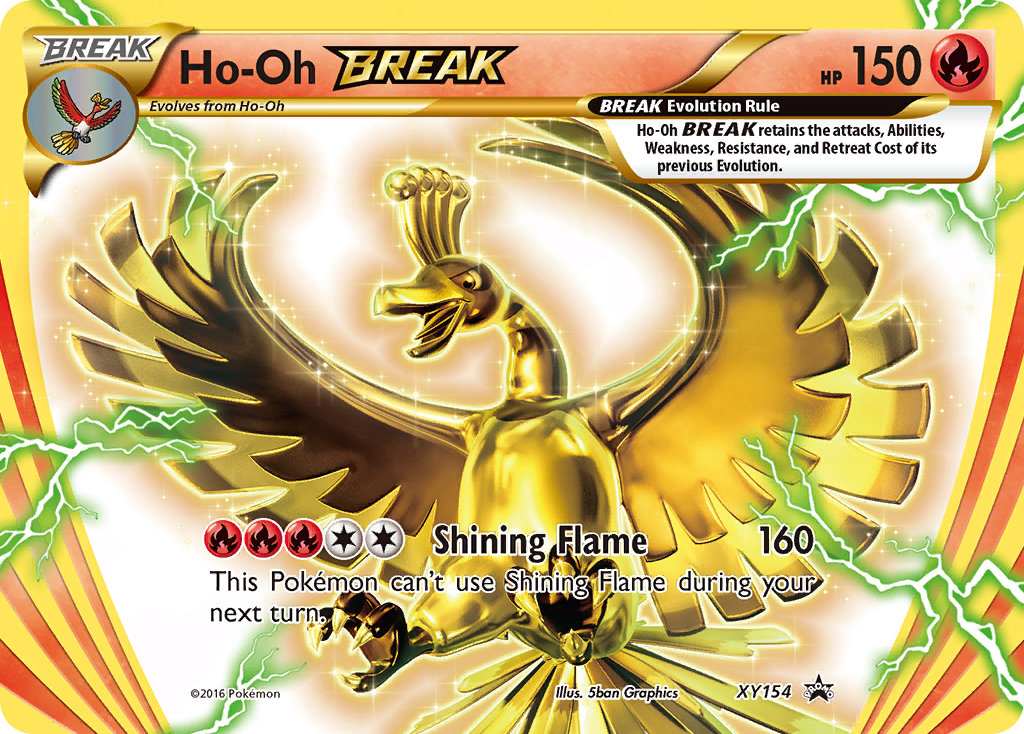 BREAK
Ho-Oh BREAK
HP 150
Evolves from Ho-Oh
BREAK Evolution Rule
Ho-Oh BREAK retains the attacks, Abilities,
Weakness, Resistance, and Retreat Cost of its
previous Evolution.
Shining Flame 160
This Pokémon can't use Shining Flame during your
next turn.
©2016 Pokémon
Illus. 5ban Graphics
XY154